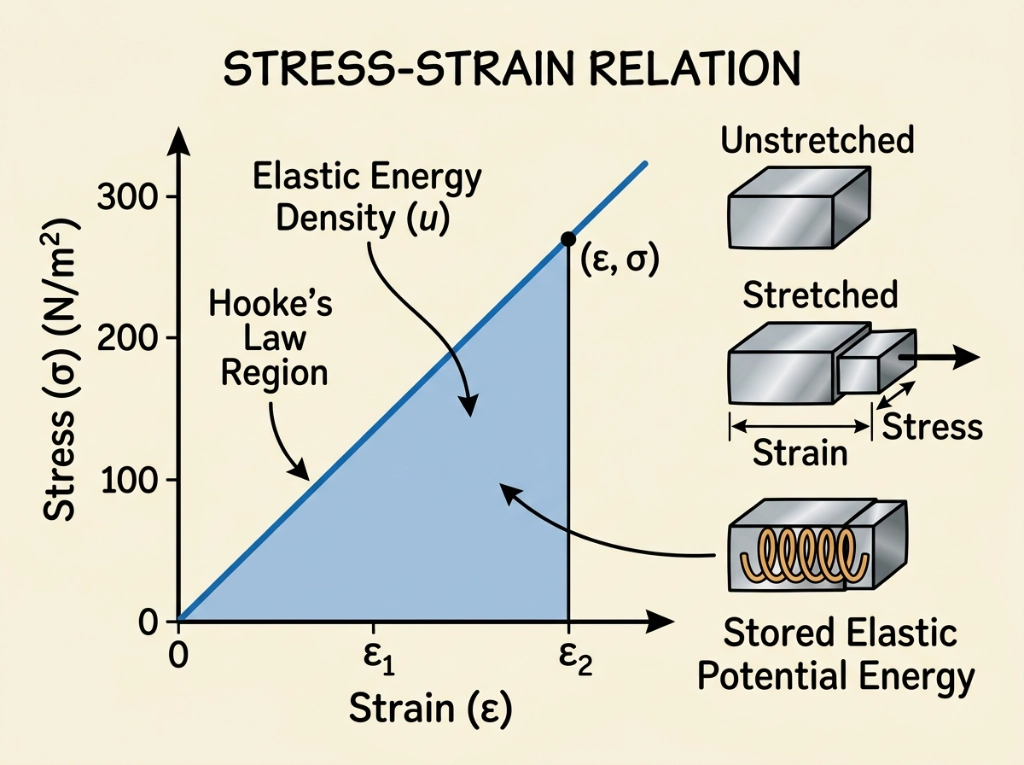 STRESS-STRAIN RELATION
Stress (σ) (N/m²)
300
200
100
0
0
ε₁
ε₂
Strain (ε)
Elastic Energy
Density (u)
Hooke's
Law
Region
(ε, σ)
Unstretched
Stretched
Stress
Strain
Stored Elastic
Potential Energy